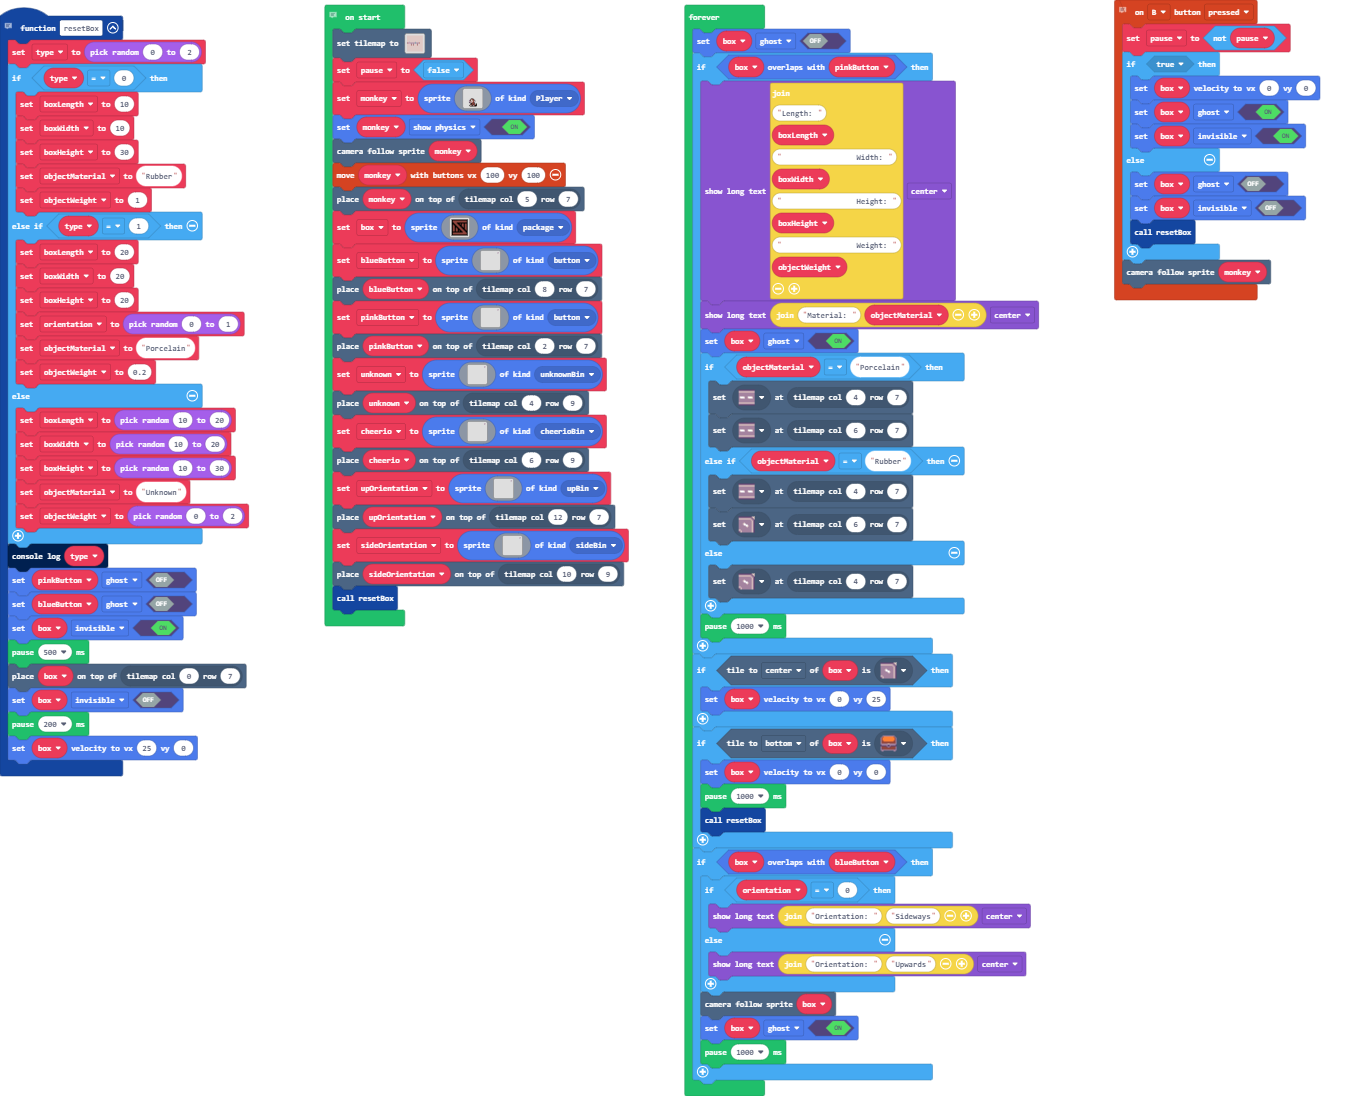 function resetBox
set type to pick random 0 to 2
if type = 0 then
set boxLength to 10
set boxWidth to 10
set boxHeight to 30
set objectMaterial to "Rubber"
set objectWeight to 1
else if type = 1 then
set boxLength to 20
set boxWidth to 20
set boxHeight to 20
set orientation to pick random 0 to 1
set objectMaterial to "Porcelain"
set objectWeight to 0.2
else
set boxLength to pick random 10 to 20
set boxWidth to pick random 10 to 20
set boxHeight to pick random 10 to 30
set objectMaterial to "Unknown"
set objectWeight to pick random 0 to 2
console log type
set pinkButton ghost OFF
set blueButton ghost OFF
set box invisible ON
pause 500 ms
place box on top of tilemap col 0 row 7
set box invisible OFF
pause 200 ms
set box velocity to vx 25 vy 0
on start
set tilemap to
set pause to false
set monkey to sprite of kind Player
set monkey show physics ON
camera follow sprite monkey
move monkey with buttons vx 100 vy 100
place monkey on top of tilemap col 5 row 7
set box to sprite of kind package
set blueButton to sprite of kind button
place blueButton on top of tilemap col 8 row 7
set pinkButton to sprite of kind button
place pinkButton on top of tilemap col 2 row 7
set unknown to sprite of kind unknownBin
place unknown on top of tilemap col 4 row 9
set cheerio to sprite of kind cheerioBin
place cheerio on top of tilemap col 6 row 9
set upOrientation to sprite of kind upBin
place upOrientation on top of tilemap col 12 row 7
set sideOrientation to sprite of kind sideBin
place sideOrientation on top of tilemap col 10 row 9
call resetBox
forever
set box ghost OFF
if box overlaps with pinkButton then
show long text join "Length: " boxLength " Width: " boxWidth " Height: " boxHeight " Weight: " objectWeight center
show long text join "Material: " objectMaterial center
set box ghost ON
if objectMaterial = "Porcelain" then
set at tilemap col 4 row 7
set at tilemap col 6 row 7
else if objectMaterial = "Rubber" then
set at tilemap col 4 row 7
set at tilemap col 6 row 7
else
set at tilemap col 4 row 7
pause 1000 ms
if tile to center of box is then
set box velocity to vx 0 vy 25
if tile to bottom of box is then
set box velocity to vx 0 vy 0
pause 1000 ms
call resetBox
if box overlaps with blueButton then
if orientation = 0 then
show long text join "Orientation: " "Sideways" center
else
show long text join "Orientation: " "Upwards" center
camera follow sprite box
set box ghost ON
pause 1000 ms
on B button pressed
set pause to not pause
if true then
set box velocity to vx 0 vy 0
set box ghost ON
set box invisible ON
else
set box ghost OFF
set box invisible OFF
call resetBox
camera follow sprite monkey